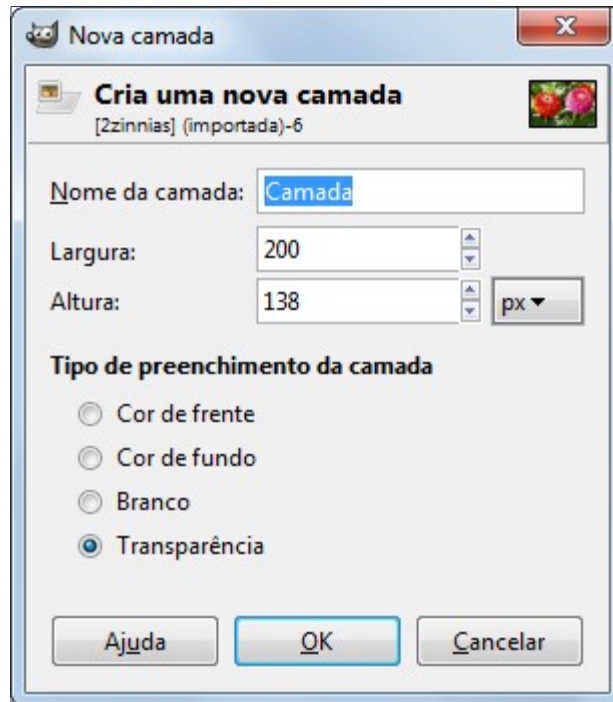 Nova camada
Cria uma nova camada
[2zinnias] (importada)-6
Nome da camada: Camada
Largura: 200
Altura: 138 px
Tipo de preenchimento da camada
Cor de frente
Cor de fundo
Branco
Transparência
Ajuda OK Cancelar